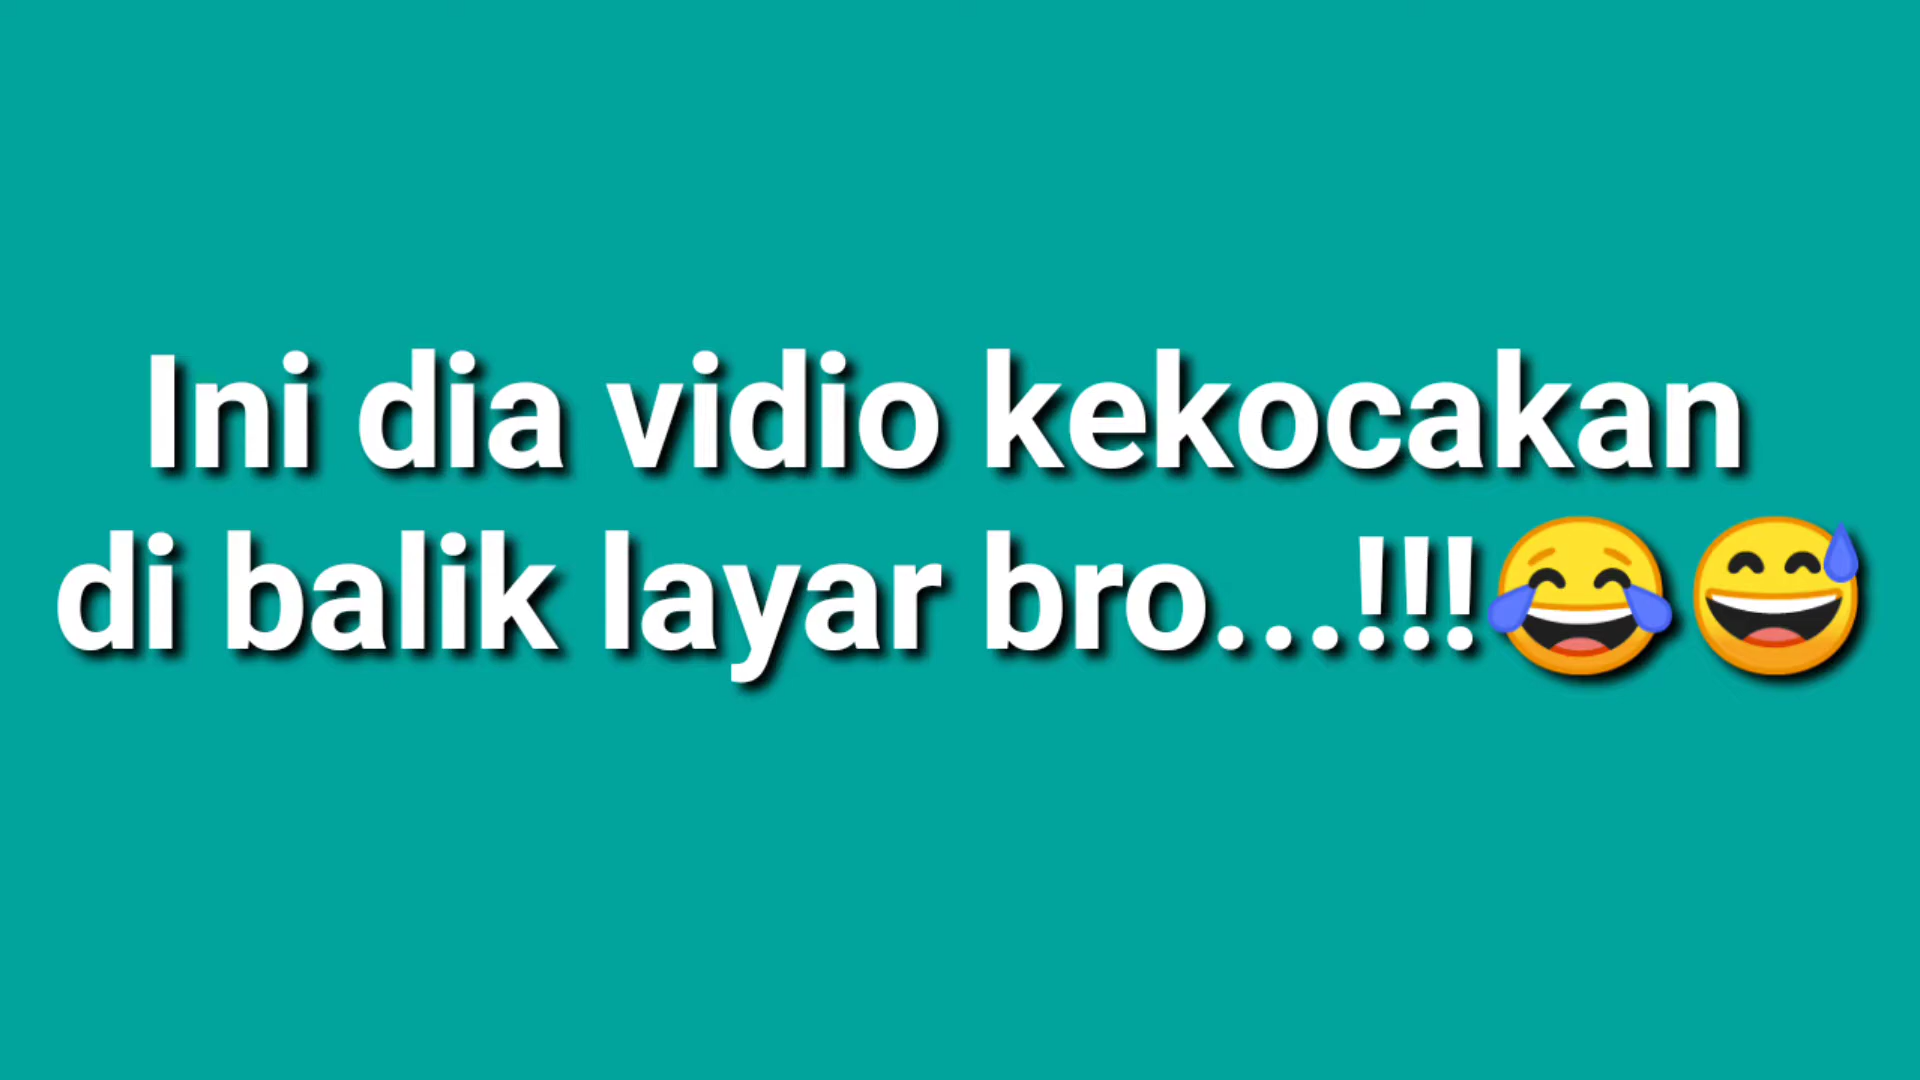 Ini dia vidio kekocakan
di balik layar bro...!!!😂😅